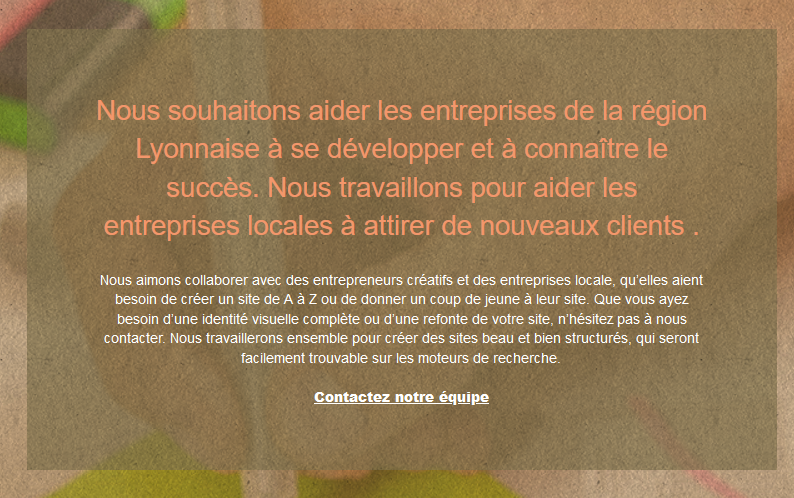 Nous souhaitons aider les entreprises de la région
Lyonnaise à se développer et à connaître le
succès. Nous travaillons pour aider les
entreprises locales à attirer de nouveaux clients .
Nous aimons collaborer avec des entrepreneurs créatifs et des entreprises locale, qu’elles aient
besoin de créer un site de A à Z ou de donner un coup de jeune à leur site. Que vous ayez
besoin d’une identité visuelle complète ou d’une refonte de votre site, n’hésitez pas à nous
contacter. Nous travaillerons ensemble pour créer des sites beau et bien structurés, qui seront
facilement trouvable sur les moteurs de recherche.
Contactez notre équipe